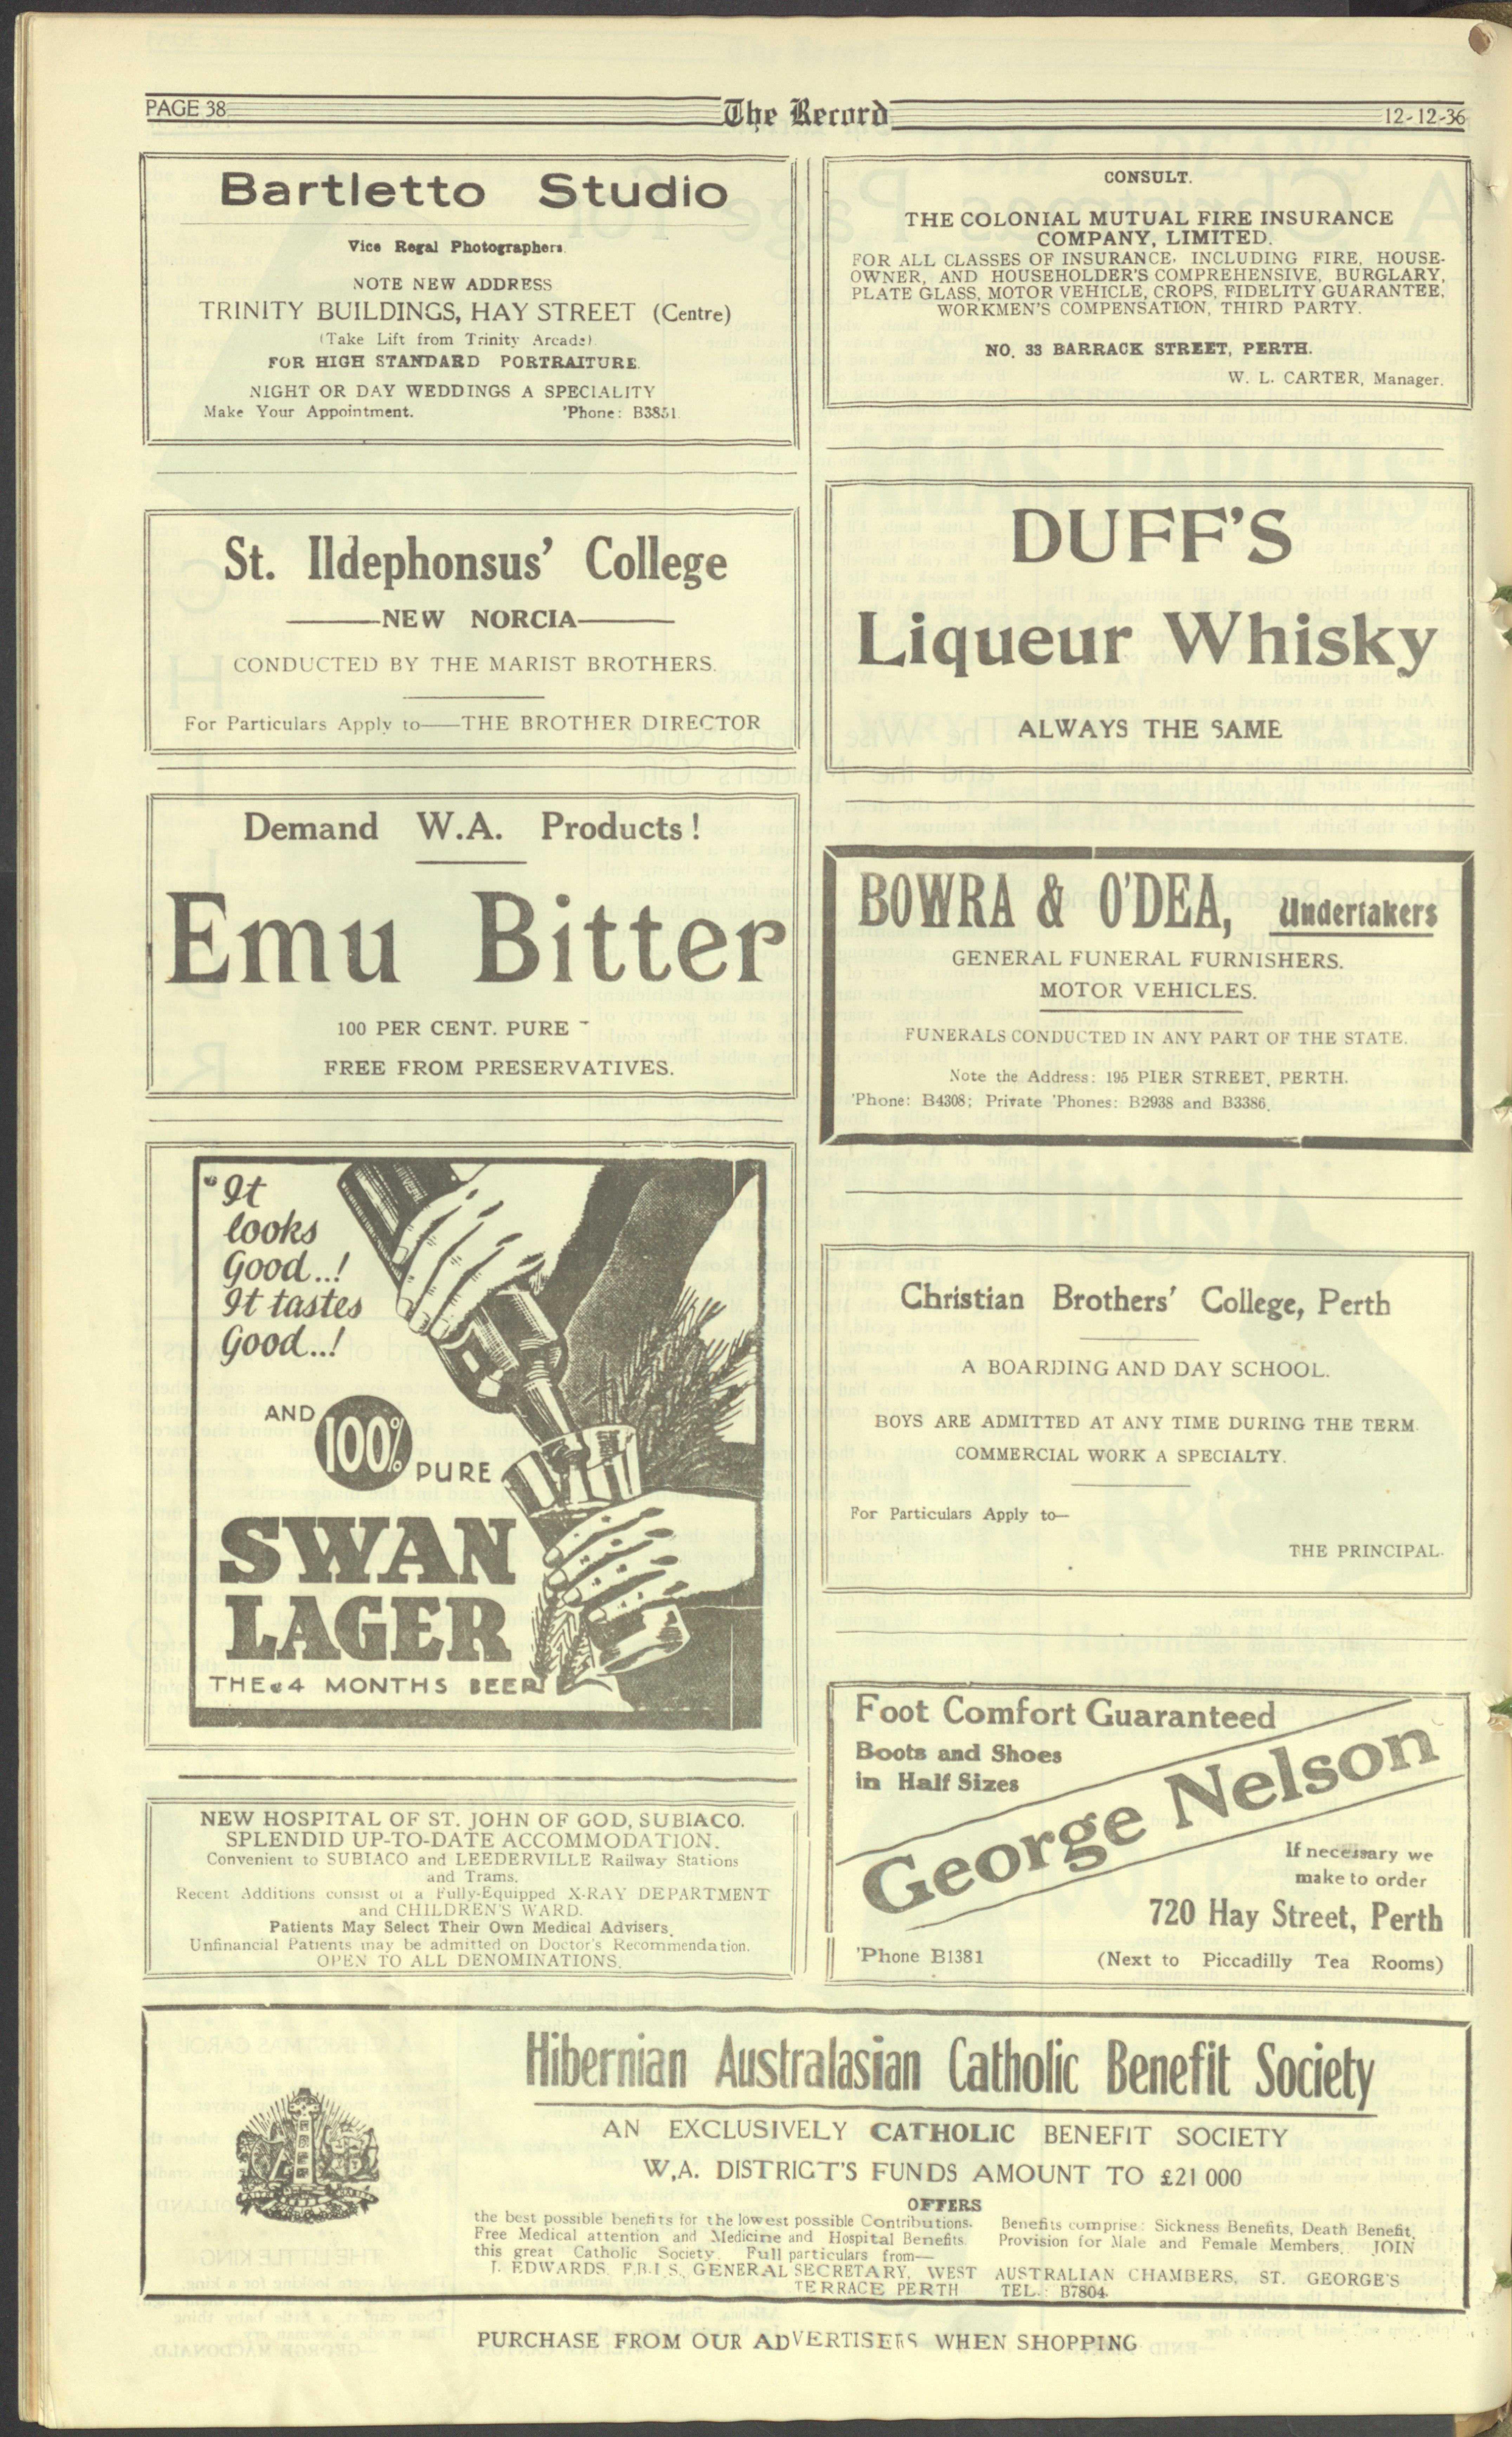 PAGE 38
The Record
12-12-36
Bartletto Studio
Vice Regal Photographers.
NOTE NEW ADDRESS
TRINITY BUILDINGS, HAY STREET (Centre)
(Take Lift from Trinity Arcade)
FOR HIGH STANDARD PORTRAITURE.
NIGHT OR DAY WEDDINGS A SPECIALITY
Make Your Appointment. 'Phone: B3851.
St. Ildephonsus' College
NEW NORCIA
CONDUCTED BY THE MARIST BROTHERS.
For Particulars Apply to——THE BROTHER DIRECTOR
Demand W.A. Products!
Emu Bitter
100 PER CENT. PURE -
FREE FROM PRESERVATIVES.
"It
looks
Good..!
It tastes
Good..!
AND 100% PURE
SWAN
LAGER
THE 4 MONTHS BEER
NEW HOSPITAL OF ST. JOHN OF GOD, SUBIACO.
SPLENDID UP-TO-DATE ACCOMMODATION.
Convenient to SUBIACO and LEEDERVILLE Railway Stations
and Trams.
Recent Additions consist of a Fully-Equipped X-RAY DEPARTMENT
and CHILDREN'S WARD.
Patients May Select Their Own Medical Advisers.
Unfinancial Patients may be admitted on Doctor's Recommendation.
OPEN TO ALL DENOMINATIONS.
CONSULT.
THE COLONIAL MUTUAL FIRE INSURANCE
COMPANY, LIMITED.
FOR ALL CLASSES OF INSURANCE, INCLUDING FIRE, HOUSE-
OWNER, AND HOUSEHOLDER'S COMPREHENSIVE, BURGLARY,
PLATE GLASS, MOTOR VEHICLE, CROPS, FIDELITY GUARANTEE,
WORKMEN'S COMPENSATION, THIRD PARTY.
NO. 33 BARRACK STREET, PERTH.
W. L. CARTER, Manager.
DUFF'S
Liqueur Whisky
ALWAYS THE SAME
BOWRA & O'DEA, Undertakers
GENERAL FUNERAL FURNISHERS.
MOTOR VEHICLES.
FUNERALS CONDUCTED IN ANY PART OF THE STATE.
Note the Address: 195 PIER STREET, PERTH.
'Phone: B4308; Private 'Phones: B2938 and B3386.
Christian Brothers' College, Perth
A BOARDING AND DAY SCHOOL.
BOYS ARE ADMITTED AT ANY TIME DURING THE TERM.
COMMERCIAL WORK A SPECIALTY.
For Particulars Apply to—
THE PRINCIPAL.
Foot Comfort Guaranteed
Boots and Shoes
in Half Sizes
George Nelson
If necessary we
make to order
720 Hay Street, Perth
'Phone B1381 (Next to Piccadilly Tea Rooms)
Hibernian Australasian Catholic Benefit Society
AN EXCLUSIVELY CATHOLIC BENEFIT SOCIETY
W.A. DISTRICT'S FUNDS AMOUNT TO £21 000
OFFERS
the best possible benefits for the lowest possible Contributions. Benefits comprise: Sickness Benefits, Death Benefit,
Free Medical attention and Medicine and Hospital Benefits. Provision for Male and Female Members. JOIN
this great Catholic Society. Full particulars from—
J. EDWARDS. F.B.I.S., GENERAL SECRETARY, WEST AUSTRALIAN CHAMBERS, ST. GEORGE'S
TERRACE PERTH TEL.: B7804.
PURCHASE FROM OUR ADVERTISERS WHEN SHOPPING